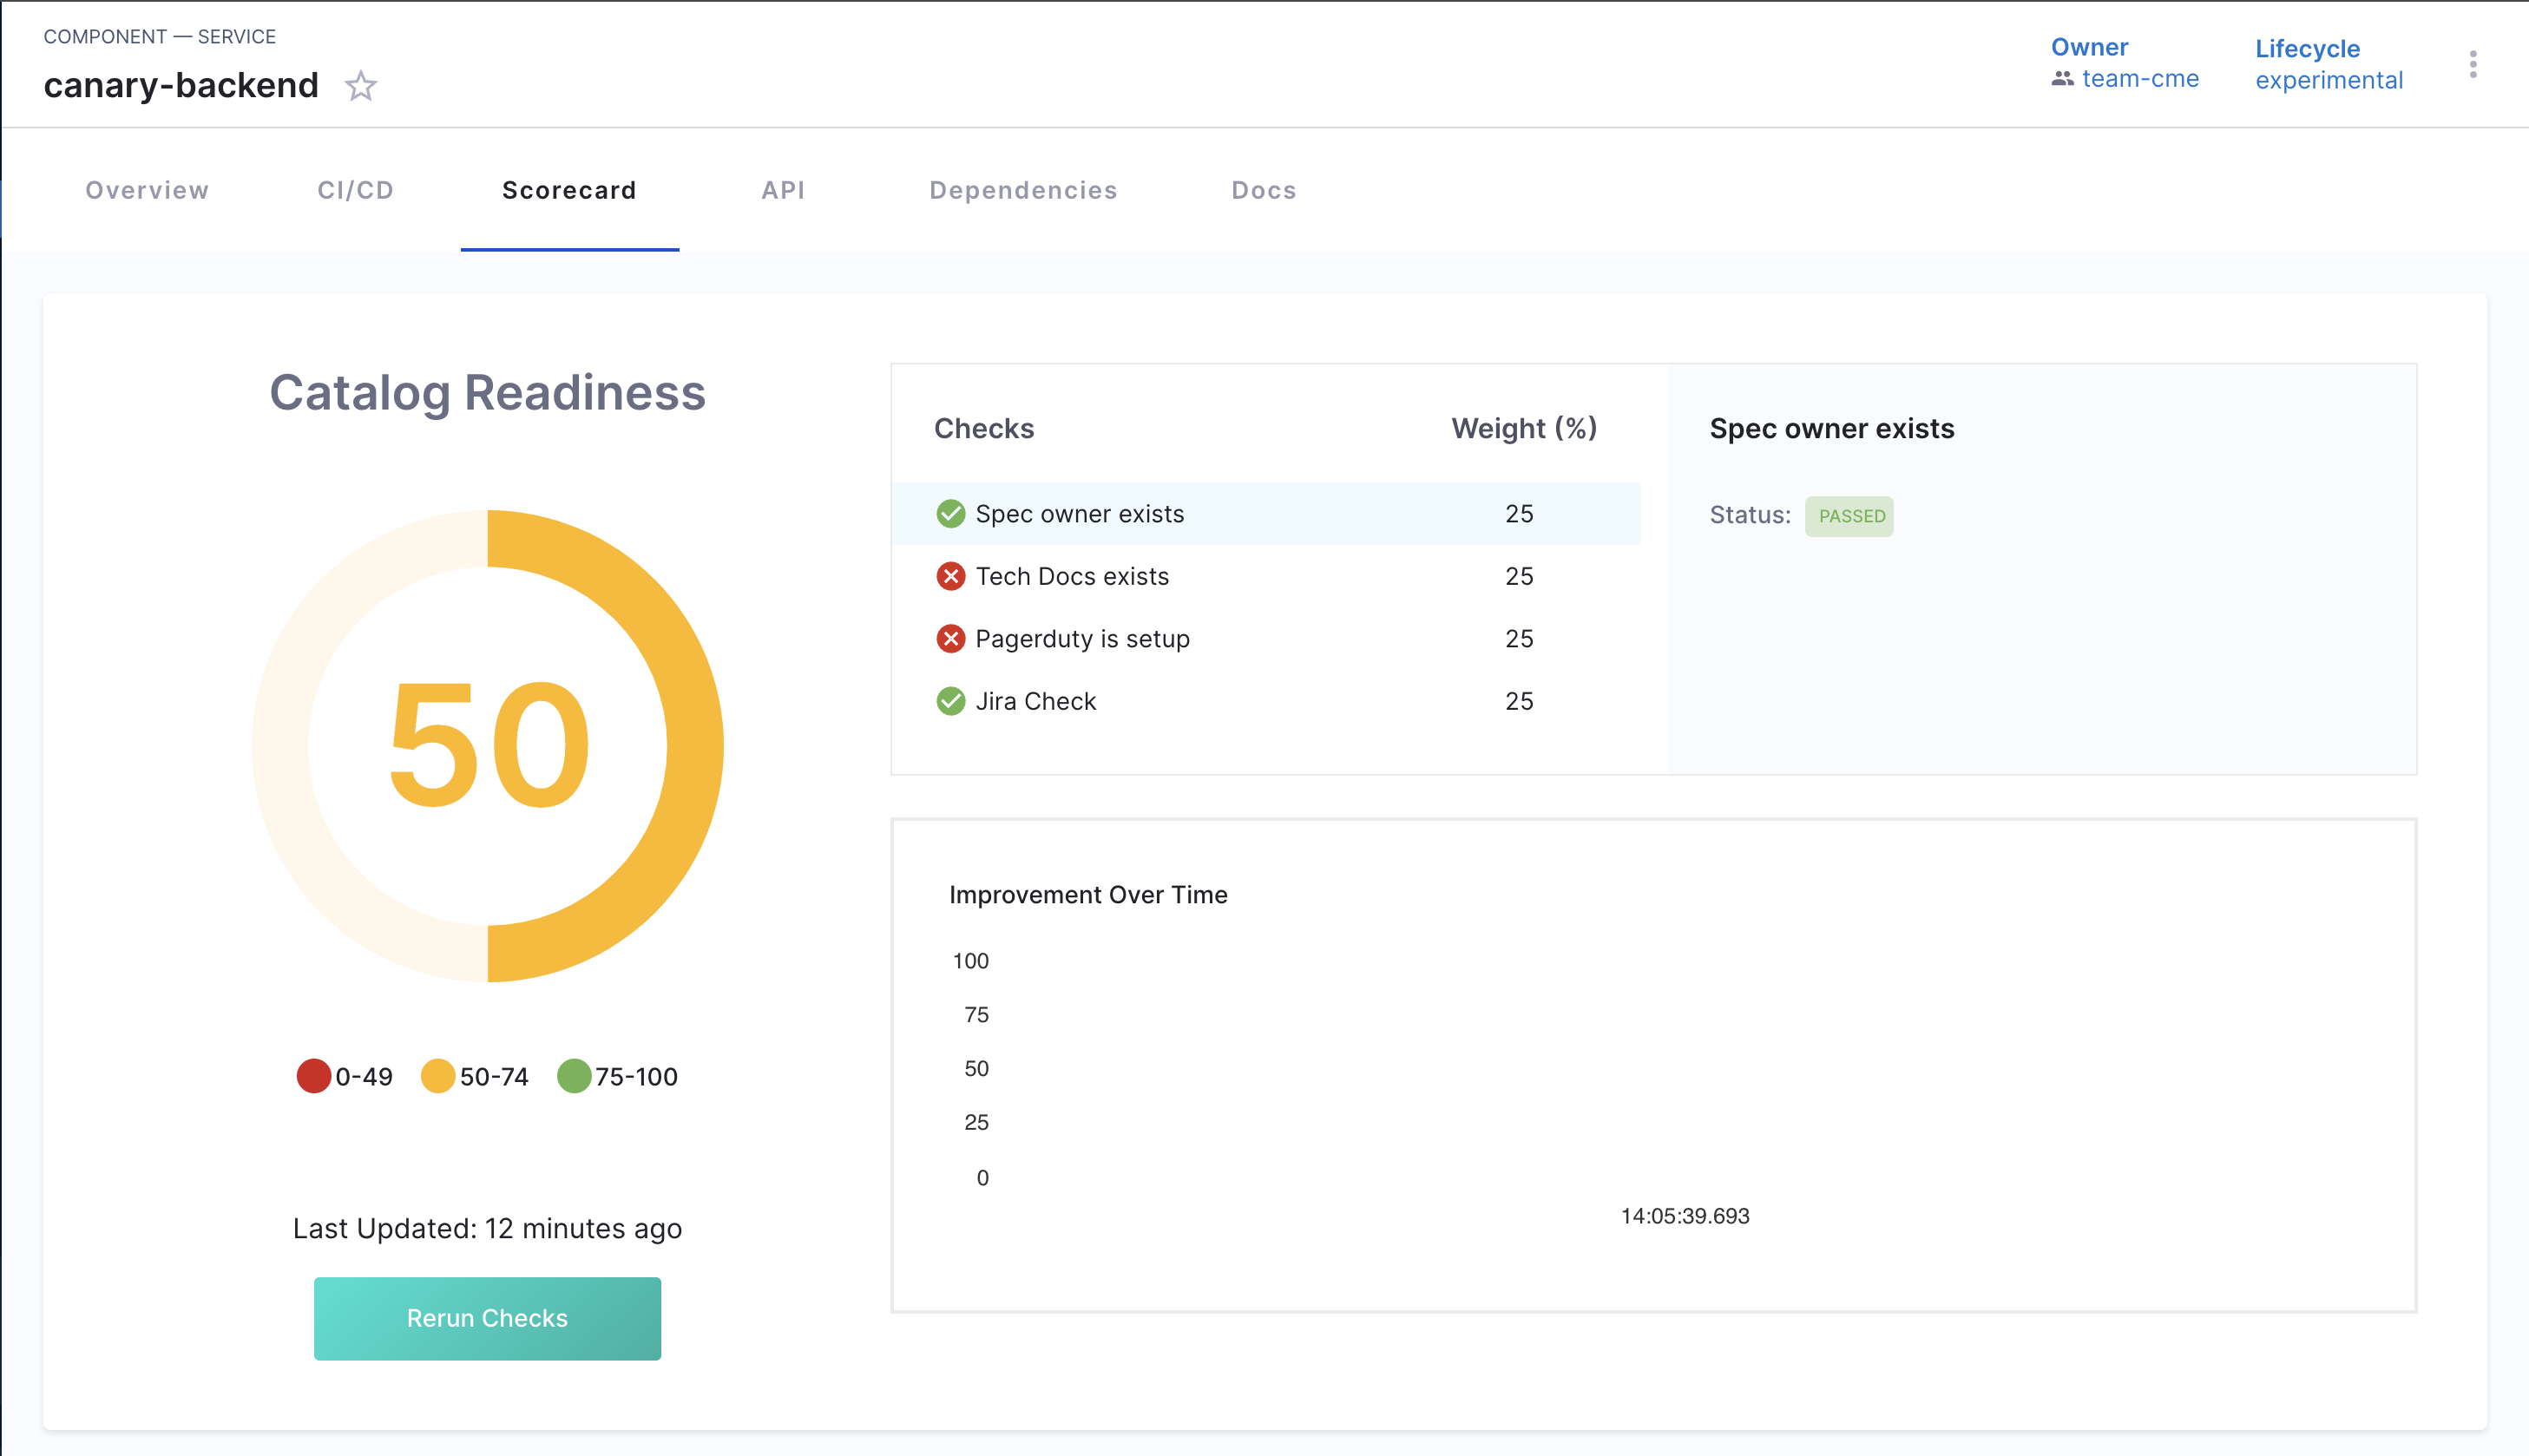 COMPONENT — SERVICE
canary-backend
Owner
team-cme
Lifecycle
experimental
Overview CI/CD Scorecard API Dependencies Docs
Catalog Readiness
50
0-49 50-74 75-100
Last Updated: 12 minutes ago
Rerun Checks
Checks Weight (%)
Spec owner exists 25
Tech Docs exists 25
Pagerduty is setup 25
Jira Check 25
Spec owner exists
Status: PASSED
Improvement Over Time
100
75
50
25
0
14:05:39.693